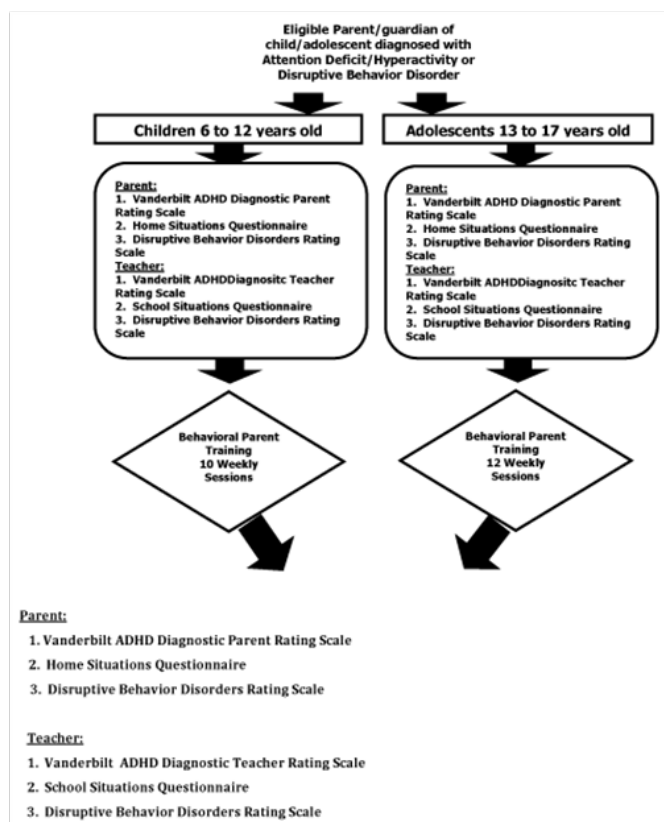 Eligible Parent/guardian of
child/adolescent diagnosed with
Attention Deficit/Hyperactivity or
Disruptive Behavior Disorder
Children 6 to 12 years old
Adolescents 13 to 17 years old
Parent:
1. Vanderbilt ADHD Diagnostic Parent
Rating Scale
2. Home Situations Questionnaire
3. Disruptive Behavior Disorders Rating
Scale
Teacher:
1. Vanderbilt ADHDDiagnositc Teacher
Rating Scale
2. School Situations Questionnaire
3. Disruptive Behavior Disorders Rating
Scale
Parent:
1. Vanderbilt ADHD Diagnostic Parent
Rating Scale
2. Home Situations Questionnaire
3. Disruptive Behavior Disorders Rating
Scale
Teacher:
1. Vanderbilt ADHDDiagnositc Teacher
Rating Scale
2. School Situations Questionnaire
3. Disruptive Behavior Disorders Rating
Scale
Behavioral Parent
Training
10 Weekly
Sessions
Behavioral Parent
Training
12 Weekly
Sessions
Parent:
1. Vanderbilt ADHD Diagnostic Parent Rating Scale
2. Home Situations Questionnaire
3. Disruptive Behavior Disorders Rating Scale
Teacher:
1. Vanderbilt ADHD Diagnostic Teacher Rating Scale
2. School Situations Questionnaire
3. Disruptive Behavior Disorders Rating Scale